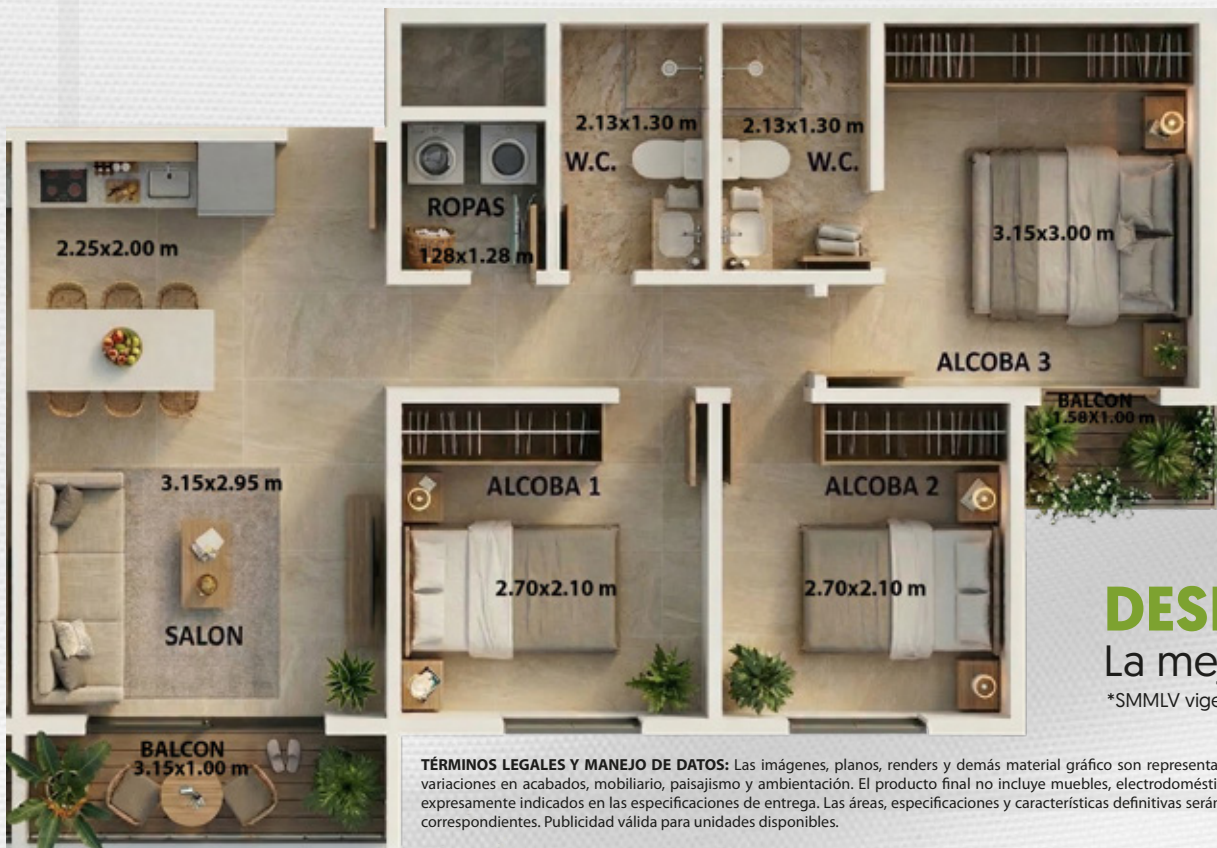 2.13x1.30 m
W.C.
2.13x1.30 m
W.C.
ROPAS
128x1.28 m
2.25x2.00 m
3.15x3.00 m
ALCOBA 3
BALCON
1.58X1.00 m
3.15x2.95 m
SALON
ALCOBA 1
2.70x2.10 m
ALCOBA 2
2.70x2.10 m
BALCON
3.15x1.00 m
La me
*SMMLV vige
TÉRMINOS LEGALES Y MANEJO DE DATOS: Las imágenes, planos, renders y demás material gráfico son representa
variaciones en acabados, mobiliario, paisajismo y ambientación. El producto final no incluye muebles, electrodomésti
expresamente indicados en las especificaciones de entrega. Las áreas, especificaciones y características definitivas serán
correspondientes. Publicidad válida para unidades disponibles.